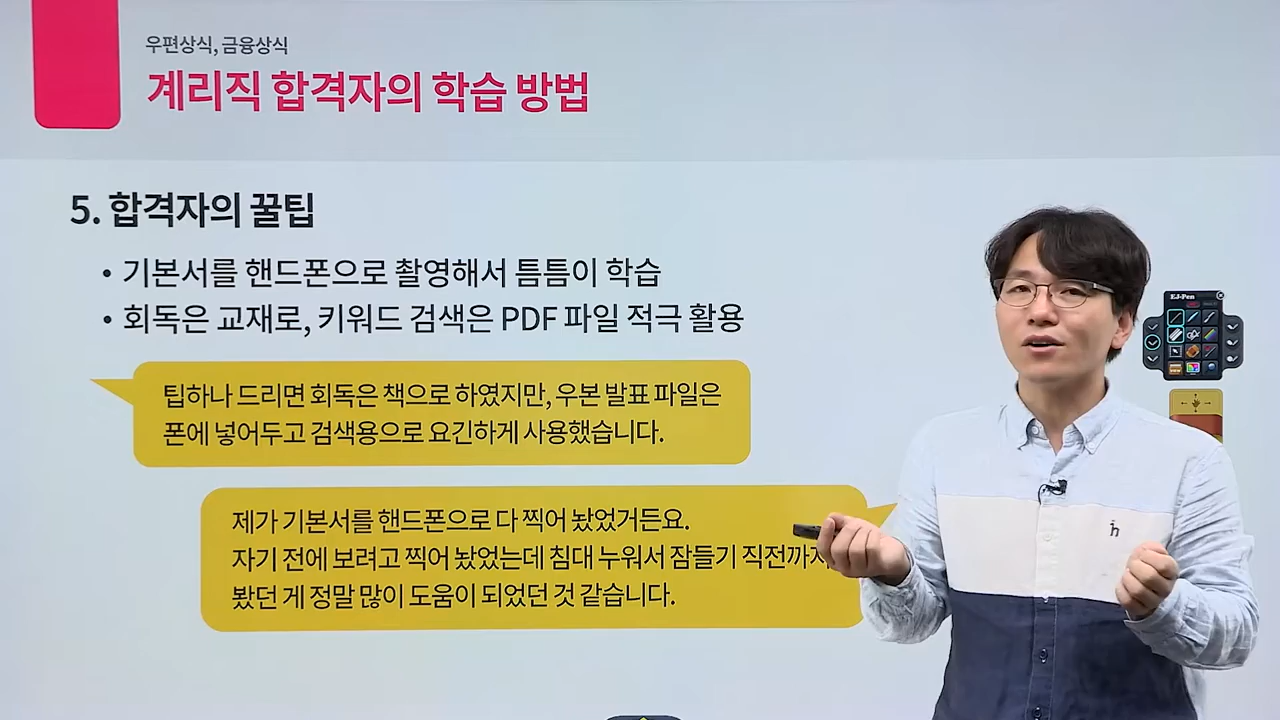 우편상식, 금융상식
계리직 합격자의 학습 방법
5. 합격자의 꿀팁
• 기본서를 핸드폰으로 촬영해서 틈틈이 학습
• 회독은 교재로, 키워드 검색은 PDF 파일 적극 활용
팁하나 드리면 회독은 책으로 하였지만, 우본 발표 파일은
폰에 넣어두고 검색용으로 요긴하게 사용했습니다.
제가 기본서를 핸드폰으로 다 찍어 놨었거든요.
자기 전에 보려고 찍어 놨었는데 침대 누워서 잠들기 직전까지
봤던 게 정말 많이 도움이 되었던 것 같습니다.
EJ-Pen
h